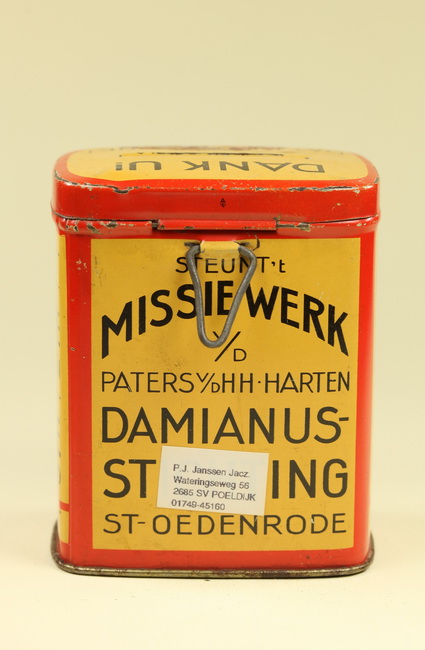 DANK U!
STEUNT 't
MISSIEWERK
V/D
PATERS V/D H H · HARTEN
DAMIANUS-
ST ING
P.J. Janssen Jacz.
Wateringseweg 56
2685 SV POELDIJK
01749-45160
ST- OEDENRODE